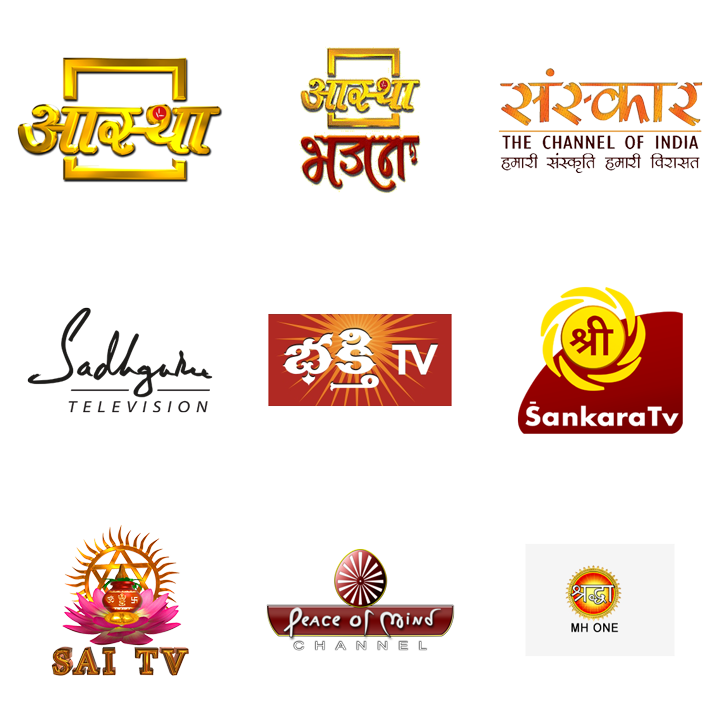 आस्था
आस्था
भजन
संस्कार
THE CHANNEL OF INDIA
हमारी संस्कृति हमारी विरासत
Sadhguru
TELEVISION
భక్తి TV
श्री
SankaraTv
SAI TV
Peace of Mind
CHANNEL
श्रद्धा
MH ONE